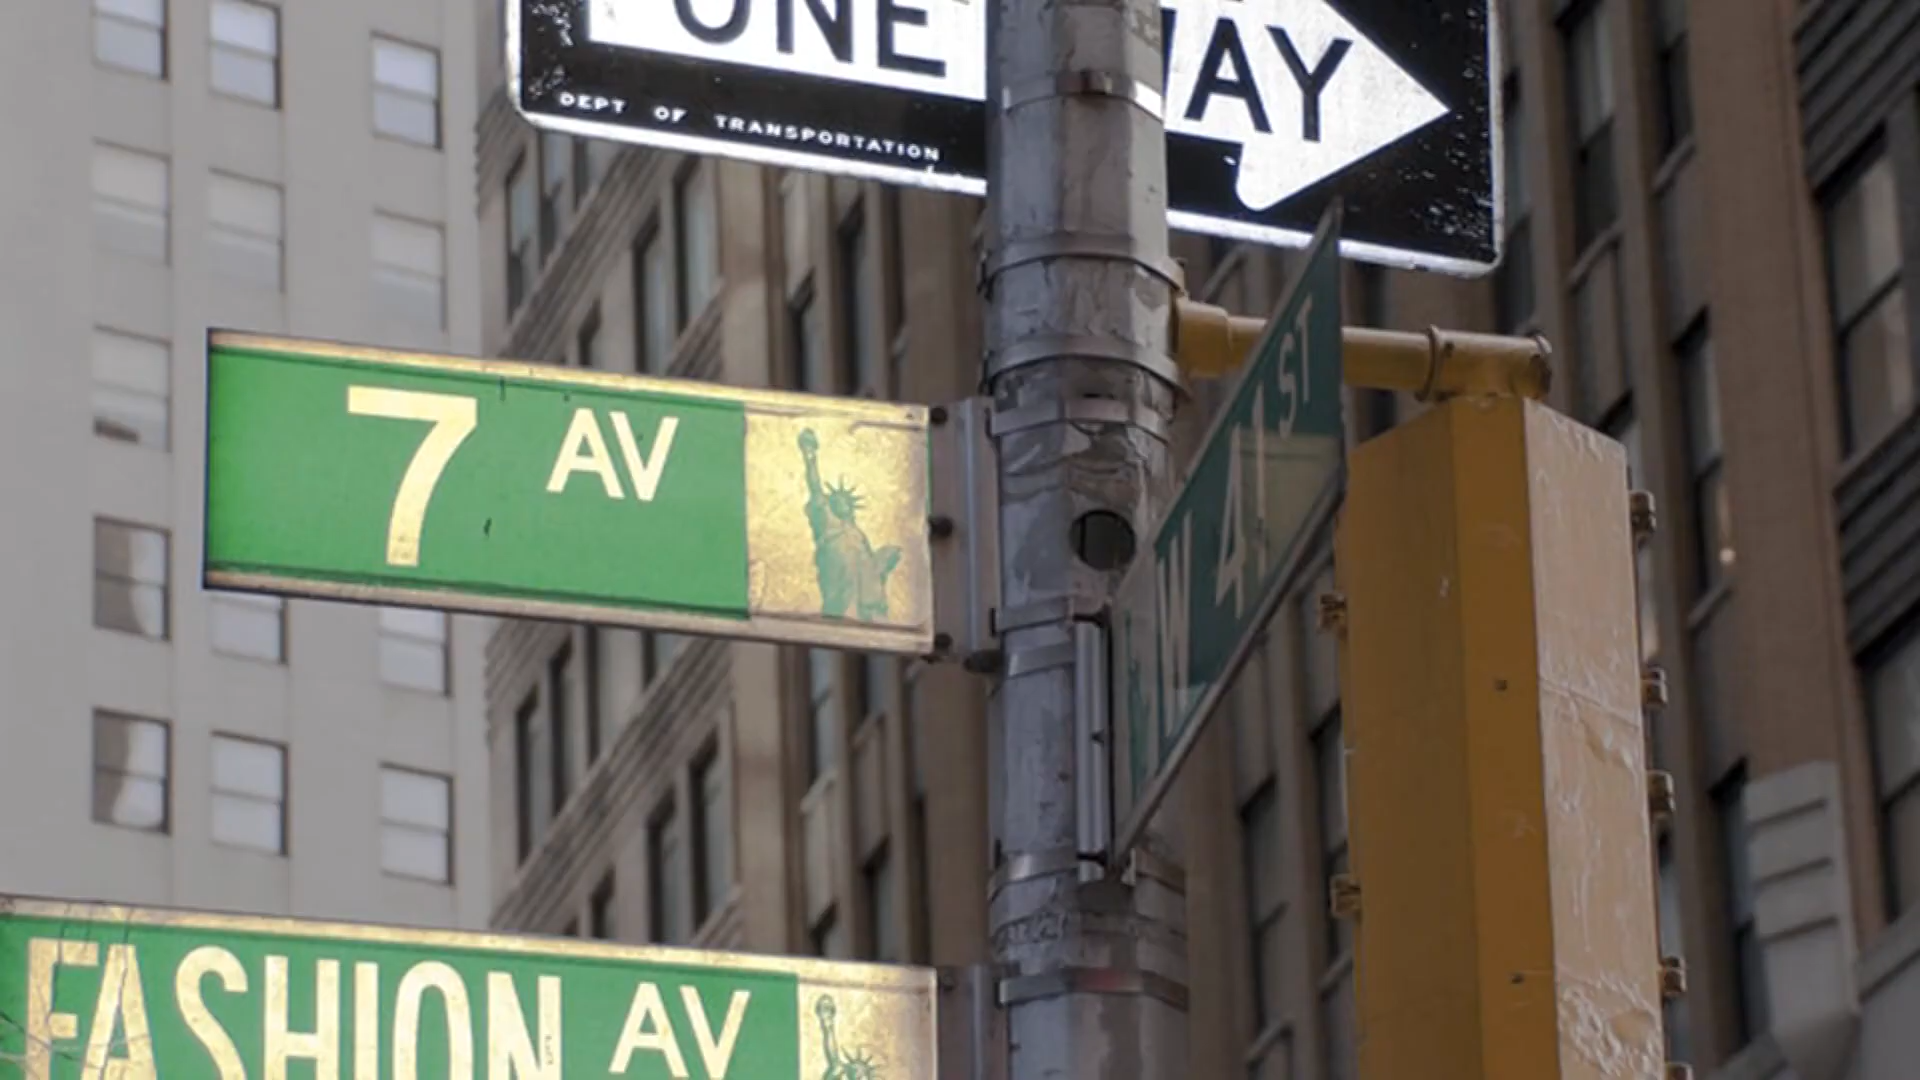 ONE WAY
DEPT OF TRANSPORTATION
7 AV
W 41 ST
FASHION AV